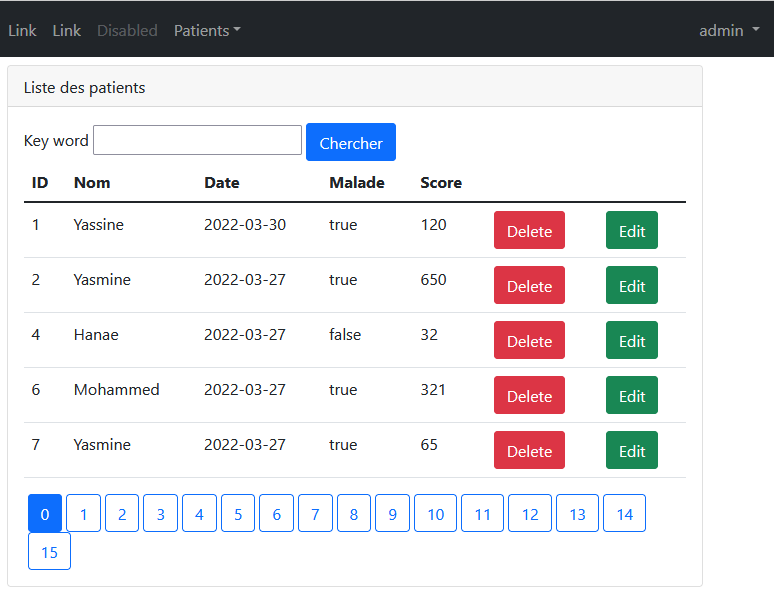 Link Link Disabled Patients admin
Liste des patients
Key word Chercher
ID Nom Date Malade Score
1 Yassine 2022-03-30 true 120 Delete Edit
2 Yasmine 2022-03-27 true 650 Delete Edit
4 Hanae 2022-03-27 false 32 Delete Edit
6 Mohammed 2022-03-27 true 321 Delete Edit
7 Yasmine 2022-03-27 true 65 Delete Edit
0 1 2 3 4 5 6 7 8 9 10 11 12 13 14
15